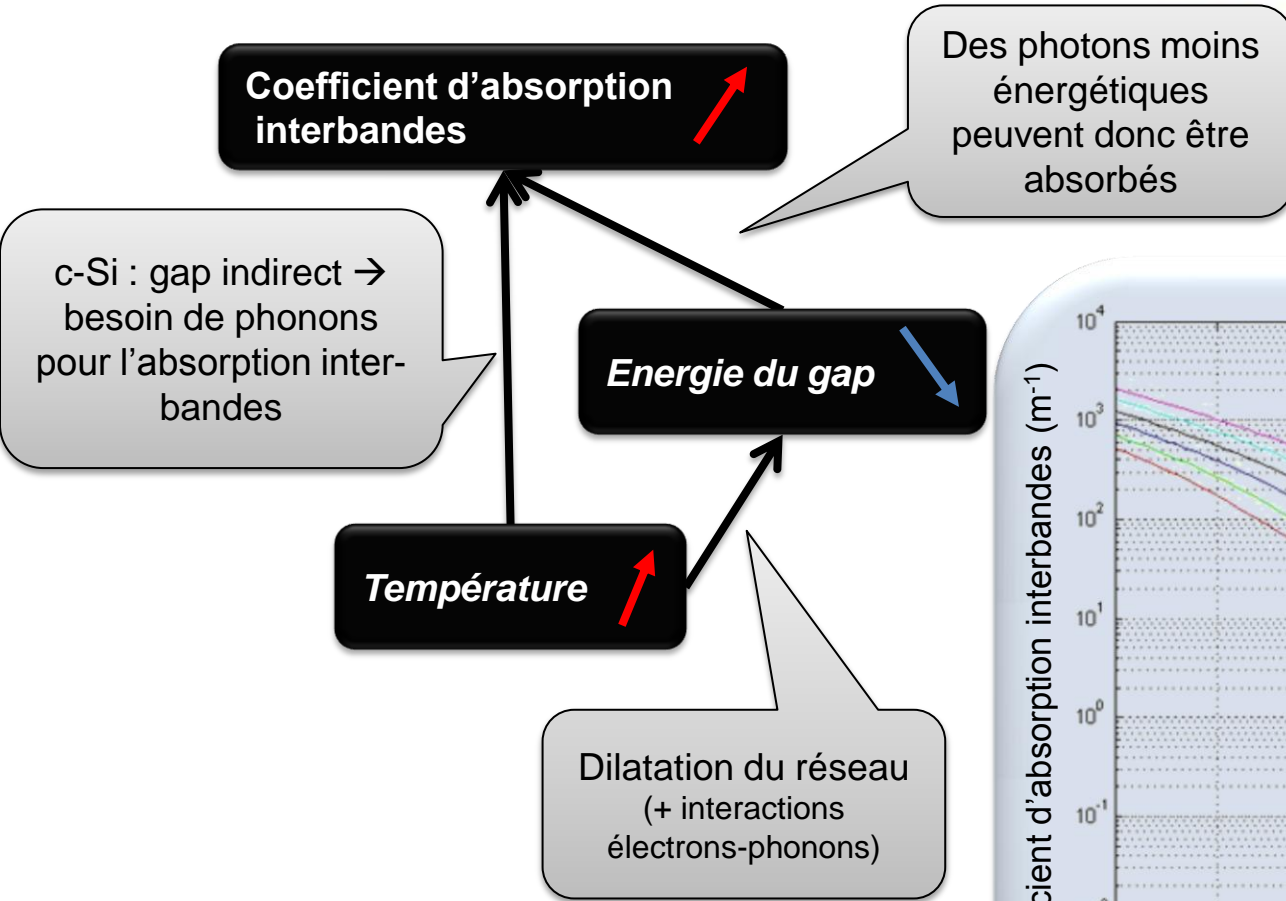 Coefficient d'absorption
interbandes
Des photons moins
énergétiques
peuvent donc être
absorbés
c-Si : gap indirect →
besoin de phonons
pour l'absorption inter-
bandes
Energie du gap
Température
Dilatation du réseau
(+ interactions
électrons-phonons)
cient d'absorption interbandes (m⁻¹)
10⁴
10³
10²
10¹
10⁰
10⁻¹